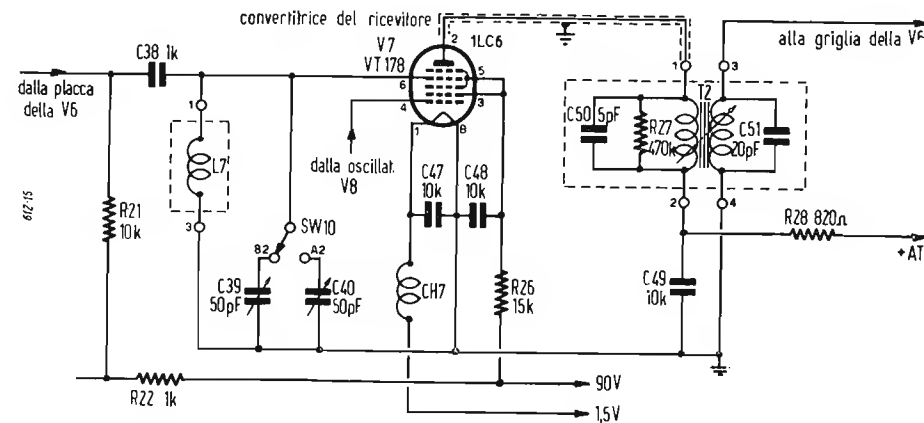 convertitrice del ricevitore
alla griglia della V6
C38 1k
V7
VT 178
1LC6
2
dalla placca
della V6
6
4
5
3
1
8
dalla oscillat.
V8
1
L7
3
R21
10k
612·15
SW10
B2
A2
C39
50pF
C40
50pF
C47
10k
C48
10k
CH7
R26
15k
R22 1k
90V
1,5V
1
3
T2
C50 5pF
R27
470k
C51
20pF
2
4
R28 820Ω
+AT
C49
10k